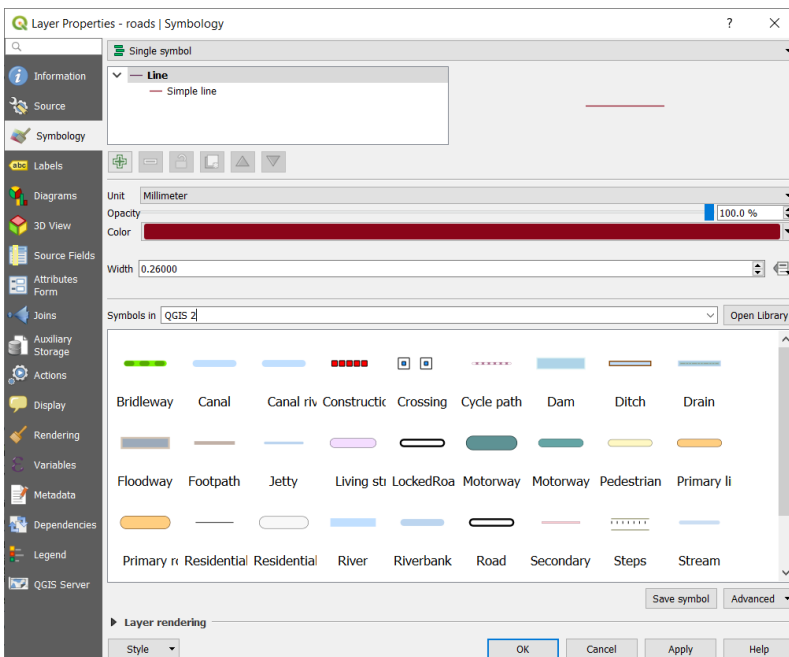 Layer Properties - roads | Symbology
?
Single symbol
Line
Simple line
Information
Source
Symbology
abc Labels
Diagrams
3D View
Source Fields
Attributes
Form
Joins
Auxiliary
Storage
Actions
Display
Rendering
Variables
Metadata
Dependencies
Legend
QGIS Server
Unit Millimeter
Opacity 100.0 %
Color
Width 0.26000
Symbols in QGIS 2 Open Library
Bridleway Canal Canal riv Constructic Crossing Cycle path Dam Ditch Drain
Floodway Footpath Jetty Living stı LockedRoa Motorway Motorway Pedestrian Primary li
Primary rc Residential Residential River Riverbank Road Secondary Steps Stream
Save symbol Advanced
Layer rendering
Style OK Cancel Apply Help